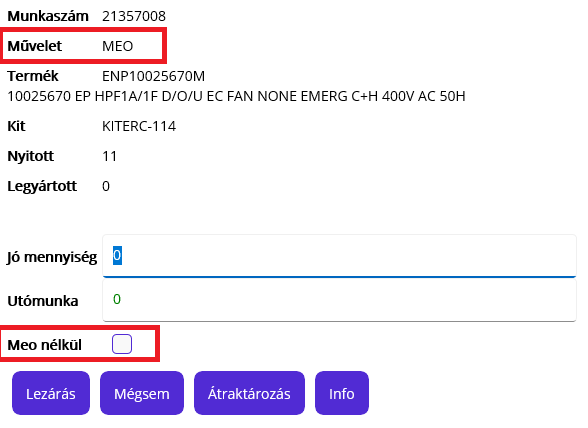 Munkaszám 21357008
Művelet MEO
Termék ENP10025670M
10025670 EP HPF1A/1F D/O/U EC FAN NONE EMERG C+H 400V AC 50H
Kit KITERC-114
Nyitott 11
Legyártott 0
Jó mennyiség 0
Utómunka 0
Meo nélkül
Lezárás Mégsem Átraktározás Info